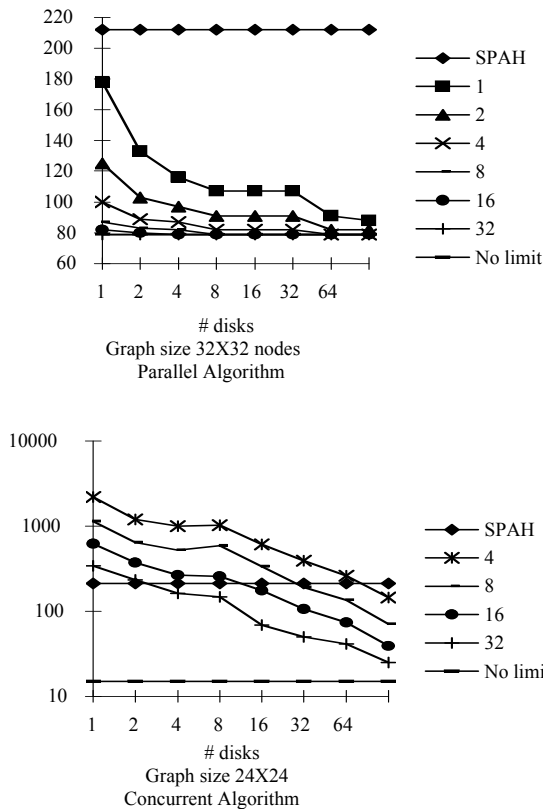 220
200
180
160
140
120
100
80
60
1 2 4 8 16 32 64
# disks
Graph size 32X32 nodes
Parallel Algorithm
SPAH
1
2
4
8
16
32
No limit
10000
1000
100
10
1 2 4 8 16 32 64
# disks
Graph size 24X24
Concurrent Algorithm
SPAH
4
8
16
32
No limit